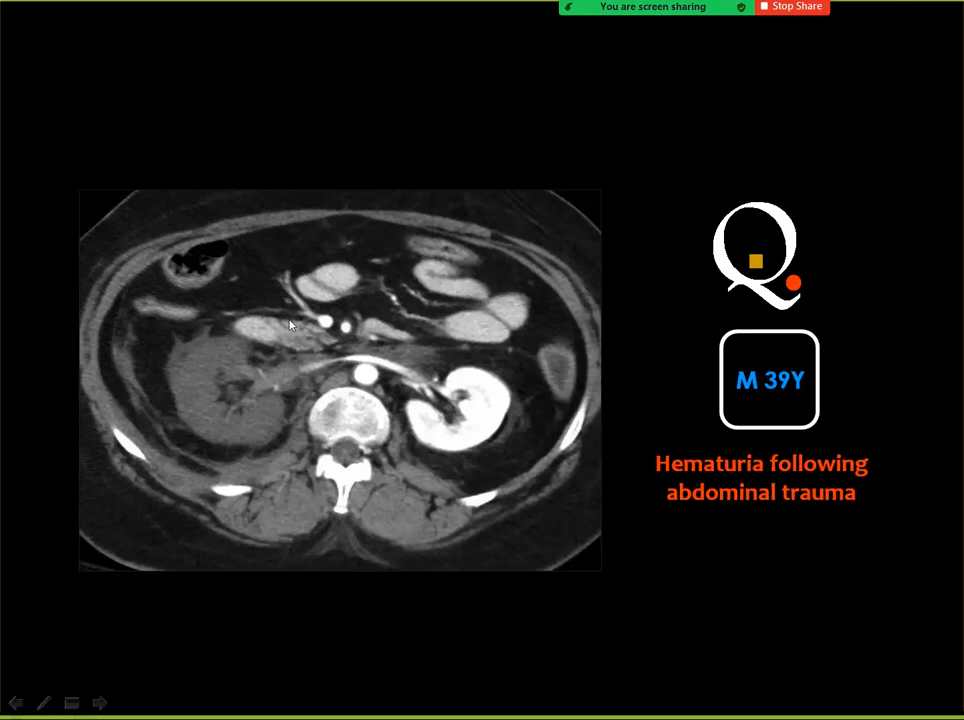 You are screen sharing
Stop Share
Q
M 39Y
Hematuria following
abdominal trauma